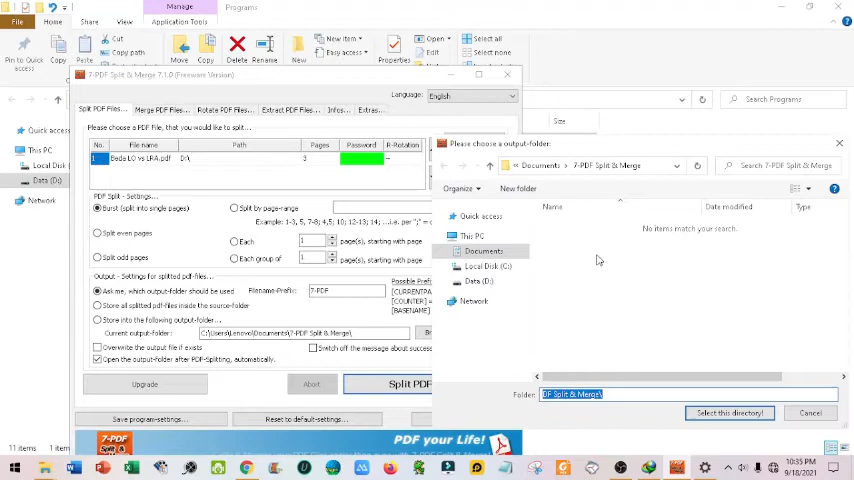 Manage
Programs
File
Home
Share
View
Application Tools
Pin to Quick access
Copy
Paste
Cut
Move
Copy
Delete
Rename
New
New item
Easy access
Properties
Open
Edit
Select all
7-PDF Split & Merge 7.1.0 (Freeware Version)
Search Programs
Language:
English
Split PDF Files...
Merge PDF Files...
Rotate PDF Files...
Extract PDF Files...
Infos...
Extras...
Size
Please choose a PDF File, that you would like to split.
No.
File name
Path
Pages
Password
R-Rotation
1
Beda LO vs LRA.pdf
D:\
3
--
Quick access
This PC
Local Disk
Data (D:)
Network
PDF Split - Settings:
Burst (split into single pages)
Split by page-range
Example: 1-3, 5, 7-8; 4,5; 10; 12-13; 14; ...i.e. per ";"
Split even pages
Each
1
page(s), starting with page
Split odd pages
Each group of
1
page(s), starting with page
Output - Settings for splitted pdf-files:
Possible Prefix
Ask me, which output-folder should be used
Filename-Prefix:
7-PDF
[CURRENTPA
Store all splitted PDF files inside the source-folder
[COUNTER] =
Store into the following output-folder:
[BASENAME]
Current output-folder:
C:\Users\Lenovo\Documents\7-PDF Split & Merge\
Overwrite the output file if exists
Switch off the message about success
Open the output-folder after PDF-Splitting, automatically.
Upgrade
Abort
Split PDF
Save program-settings...
Reset to default-settings...
7-PDF
PDF your Life!
Please choose a output-folder:
Documents
7-PDF Split & Merge
Search 7-PDF Split & Merge
Organize
New folder
Name
Date modified
Type
Quick access
No items match your search.
This PC
Documents
Local Disk (C:)
Data (D:)
Network
Folder:
DF Split & Merge\
Select this directory!
Cancel
11 items
1 item
10:35 PM
9/18/2021